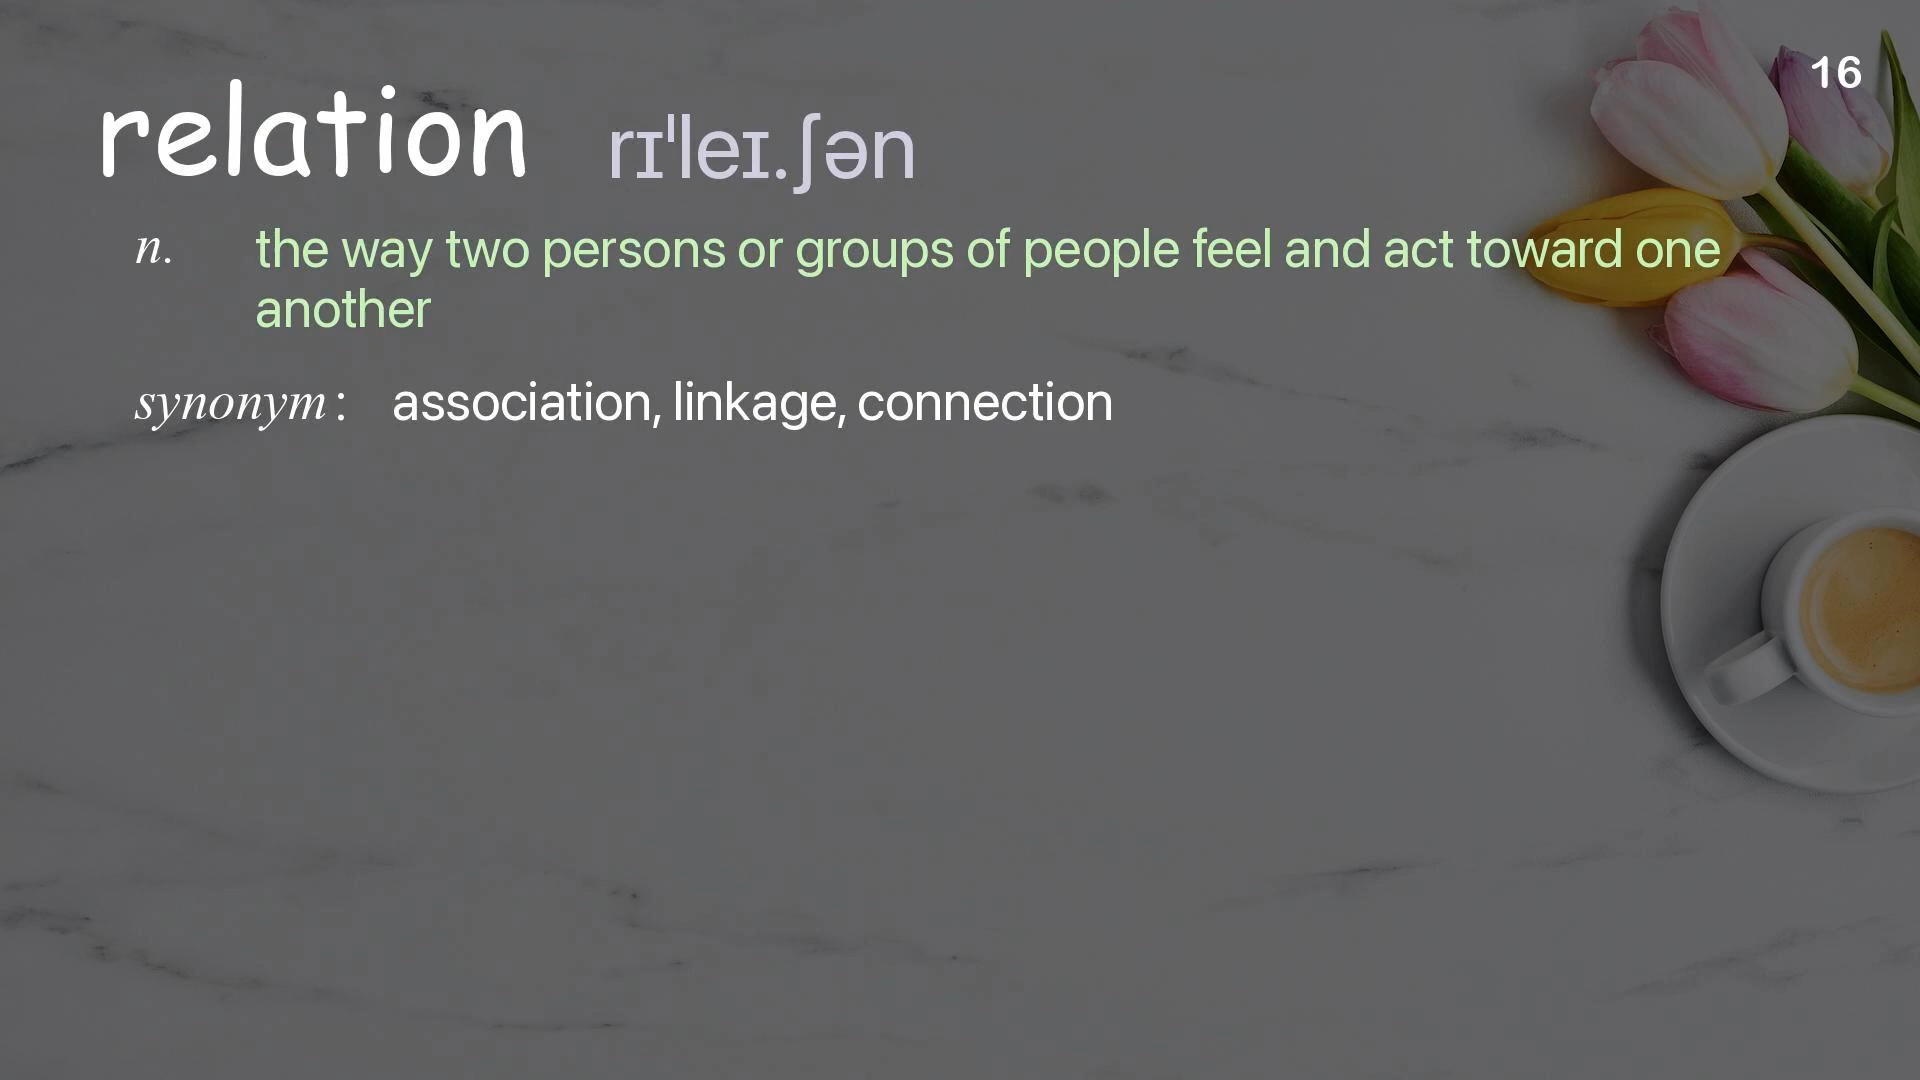 16
relation rɪˈleɪ.ʃən
n. the way two persons or groups of people feel and act toward one
another
synonym: association, linkage, connection